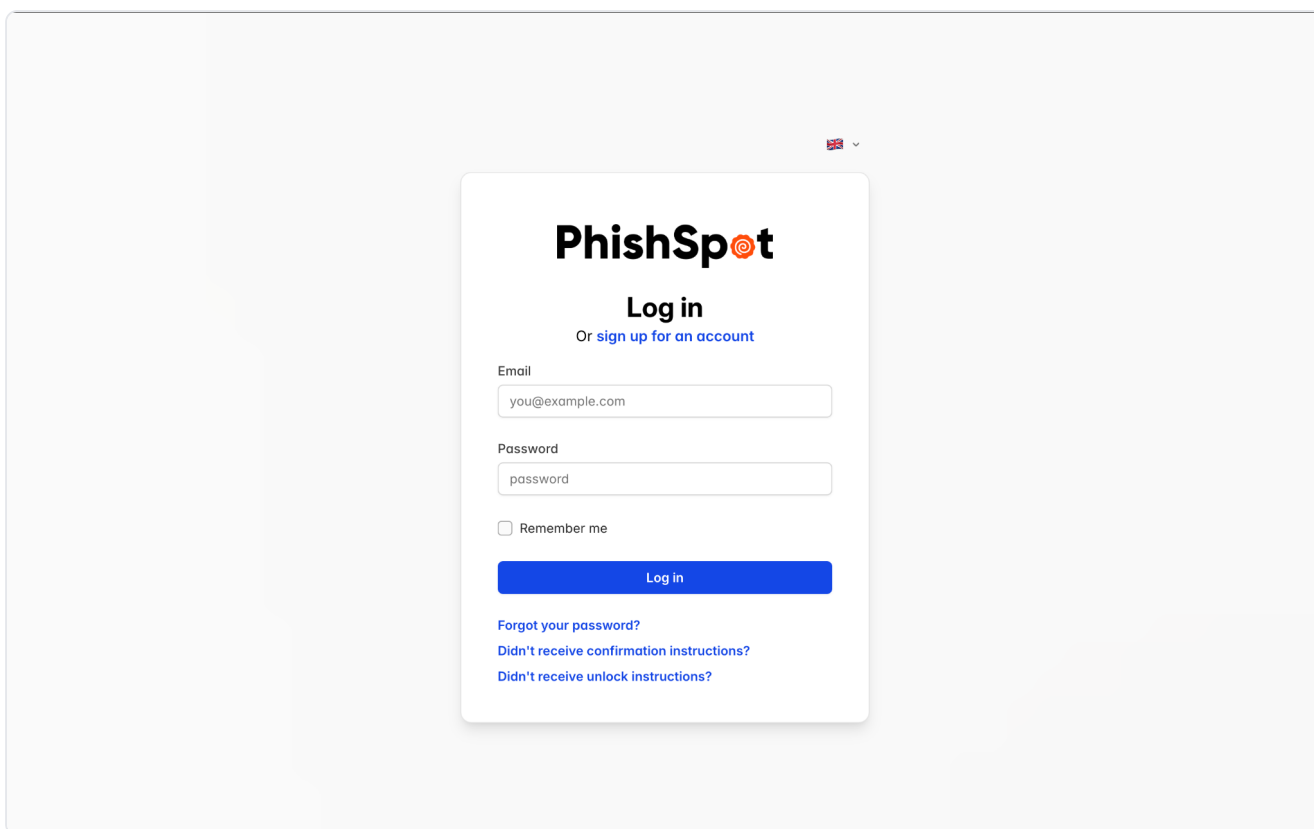 PhishSpot
Log in
Or sign up for an account
Email
you@example.com
Password
password
Remember me
Log in
Forgot your password?
Didn't receive confirmation instructions?
Didn't receive unlock instructions?